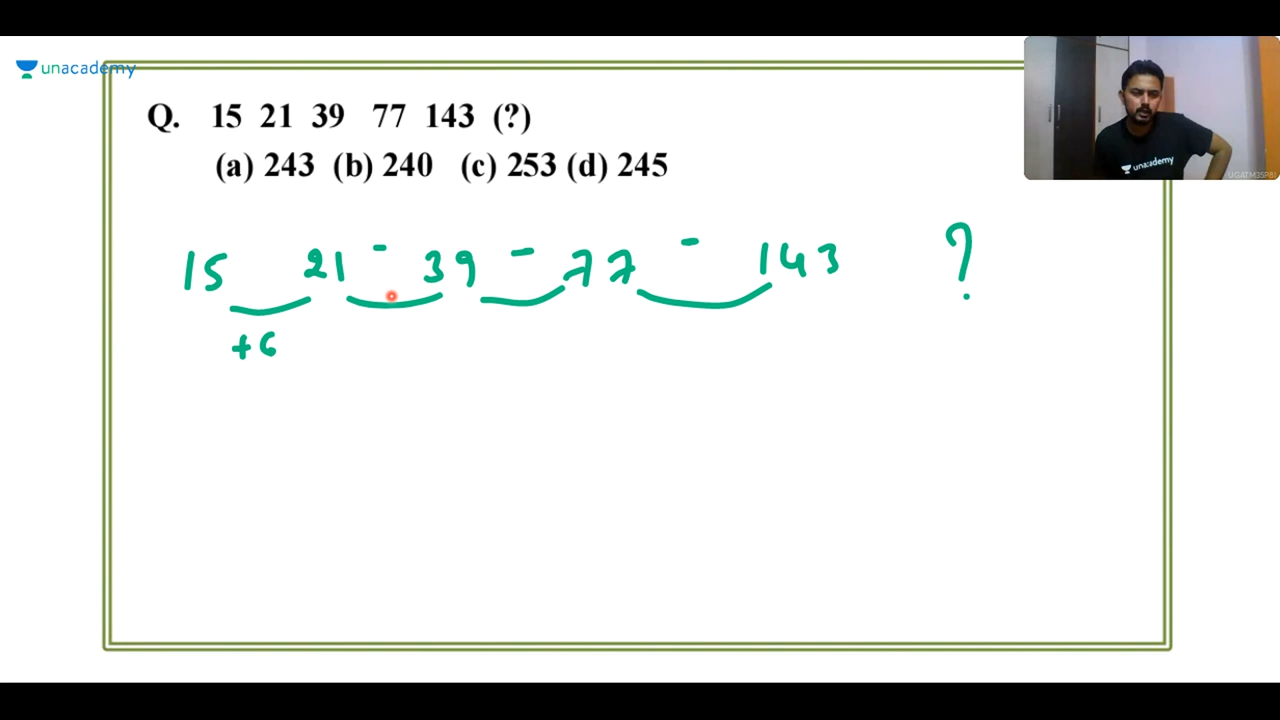 unacademy
Q. 15 21 39 77 143 (?)
(a) 243 (b) 240 (c) 253 (d) 245
15 21 - 39 - 77 - 143 ?
+6
unacademy